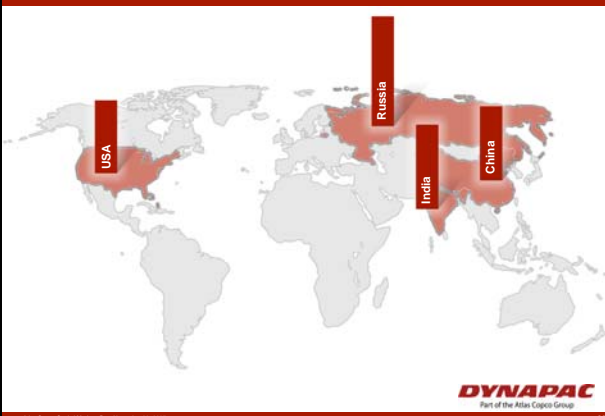 USA
Russia
India
China
DYNAPAC
Part of the Atlas Copco Group